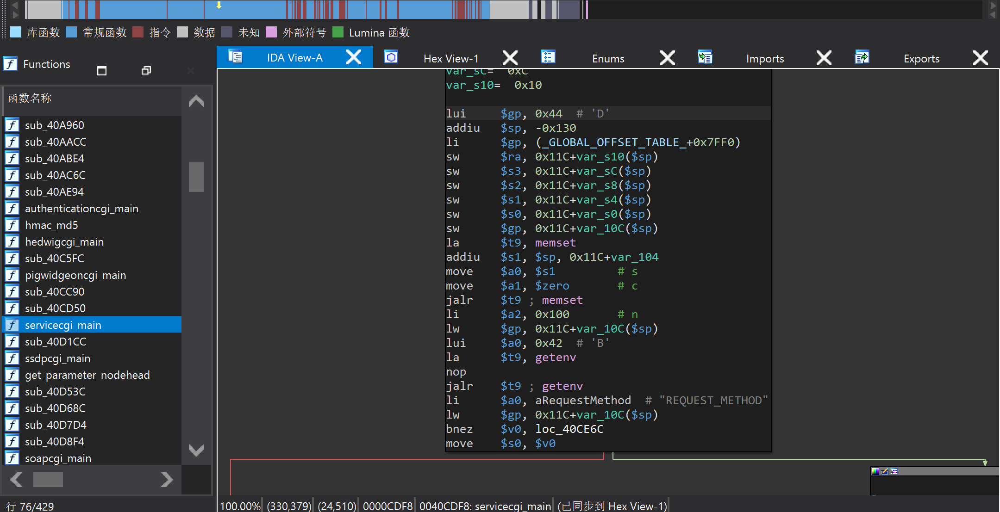 库函数 常规函数 指令 数据 未知 外部符号 Lumina 函数
Functions
函数名称
sub_40A960
sub_40AACC
sub_40ABE4
sub_40AC6C
sub_40AE94
authenticationcgi_main
hmac_md5
hedwigcgi_main
sub_40C5FC
pigwidgeoncgi_main
sub_40CC90
sub_40CD50
servicecgi_main
sub_40D1CC
ssdpcgi_main
get_parameter_nodehead
sub_40D53C
sub_40D68C
sub_40D7D4
sub_40D8F4
soapcgi_main
行 76/429
IDA View-A Hex View-1 Enums Imports Exports
var_sC= 0xC
var_s10= 0x10
lui $gp, 0x44 # 'D'
addiu $sp, -0x130
li $gp, (_GLOBAL_OFFSET_TABLE_+0x7FF0)
sw $ra, 0x11C+var_s10($sp)
sw $s3, 0x11C+var_sC($sp)
sw $s2, 0x11C+var_s8($sp)
sw $s1, 0x11C+var_s4($sp)
sw $s0, 0x11C+var_s0($sp)
sw $gp, 0x11C+var_10C($sp)
la $t9, memset
addiu $s1, $sp, 0x11C+var_104
move $a0, $s1 # s
move $a1, $zero # c
jalr $t9 ; memset
li $a2, 0x100 # n
lw $gp, 0x11C+var_10C($sp)
lui $a0, 0x42 # 'B'
la $t9, getenv
nop
jalr $t9 ; getenv
li $a0, aRequestMethod # "REQUEST_METHOD"
lw $gp, 0x11C+var_10C($sp)
bnez $v0, loc_40CE6C
move $s0, $v0
100.00% (330,379) (24,510) 0000CDF8 0040CDF8: servicecgi_main (已同步到 Hex View-1)